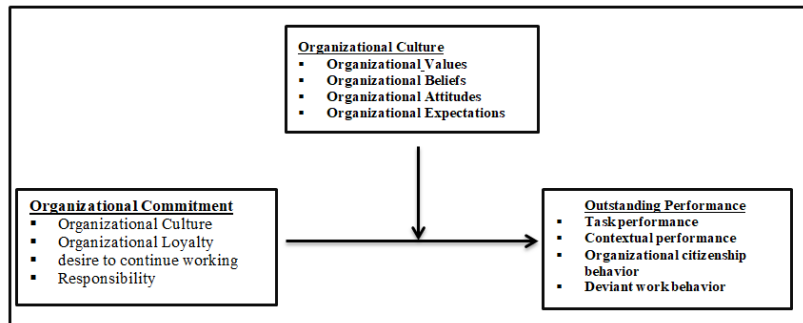 Organizational Culture
▪ Organizational Values
▪ Organizational Beliefs
▪ Organizational Attitudes
▪ Organizational Expectations
Organizational Commitment
▪ Organizational Culture
▪ Organizational Loyalty
▪ desire to continue working
▪ Responsibility
Outstanding Performance
▪ Task performance
▪ Contextual performance
▪ Organizational citizenship
behavior
▪ Deviant work behavior